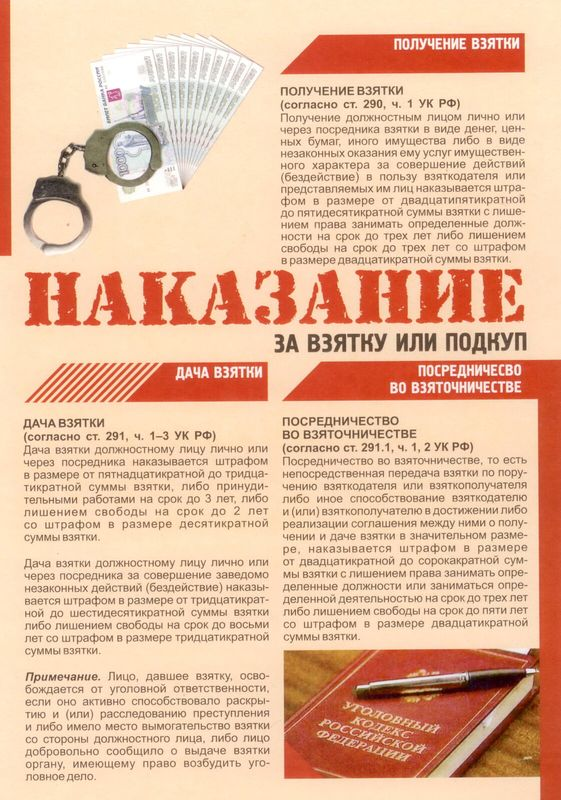 ПОЛУЧЕНИЕ ВЗЯТКИ
ПОЛУЧЕНИЕ ВЗЯТКИ
(согласно ст. 290, ч. 1 УК РФ)
Получение должностным лицом лично или
через посредника взятки в виде денег, цен-
ных бумаг, иного имущества либо в виде
незаконных оказания ему услуг имуществен-
ного характера за совершение действий
(бездействие) в пользу взяткодателя или
представляемых им лиц наказывается штра-
фом в размере от двадцатипятикратной
до пятидесятикратной суммы взятки с лише-
нием права занимать определенные долж-
ности на срок до трех лет либо лишением
свободы на срок до трех лет со штрафом
в размере двадцатикратной суммы взятки.
НАКАЗАНИЕ
ЗА ВЗЯТКУ ИЛИ ПОДКУП
ДАЧА ВЗЯТКИ
ДАЧА ВЗЯТКИ
(согласно ст. 291, ч. 1–3 УК РФ)
Дача взятки должностному лицу лично или
через посредника наказывается штрафом
в размере от пятнадцатикратной до тридца-
тикратной суммы взятки, либо принуди-
тельными работами на срок до 3 лет, либо
лишением свободы на срок до 2 лет
со штрафом в размере десятикратной
суммы взятки.
Дача взятки должностному лицу лично или
через посредника за совершение заведомо
незаконных действий (бездействие) наказы-
вается штрафом в размере от тридцатикрат-
ной до шестидесятикратной суммы взятки
либо лишением свободы на срок до восьми
лет со штрафом в размере тридцатикратной
суммы взятки.
Примечание. Лицо, давшее взятку, осво-
бождается от уголовной ответственности,
если оно активно способствовало раскры-
тию и (или) расследованию преступления
и либо имело место вымогательство взятки
со стороны должностного лица, либо лицо
добровольно сообщило о выдаче взятки
органу, имеющему право возбудить уго-
ловное дело.
ПОСРЕДНИЧЕСВО
ВО ВЗЯТОЧНИЧЕСТВЕ
ПОСРЕДНИЧЕСТВО
ВО ВЗЯТОЧНИЧЕСТВЕ
(согласно ст. 291.1, ч. 1, 2 УК РФ)
Посредничество во взяточничестве, то есть
непосредственная передача взятки по пору-
чению взяткодателя или взяткополучателя
либо иное способствование взяткодателю
и (или) взяткополучателю в достижении либо
реализации соглашения между ними о получе-
нии и даче взятки в значительном разме-
ре, наказывается штрафом в размере
от двадцатикратной до сорокакратной сум-
мы взятки с лишением права занимать опре-
деленные должности или заниматься опре-
деленной деятельностью на срок до трех лет
либо лишением свободы на срок до пяти лет
со штрафом в размере двадцатикратной
суммы взятки.
УГОЛОВНЫЙ
КОДЕКС
РОССИЙСКОЙ
ФЕДЕРАЦИИ